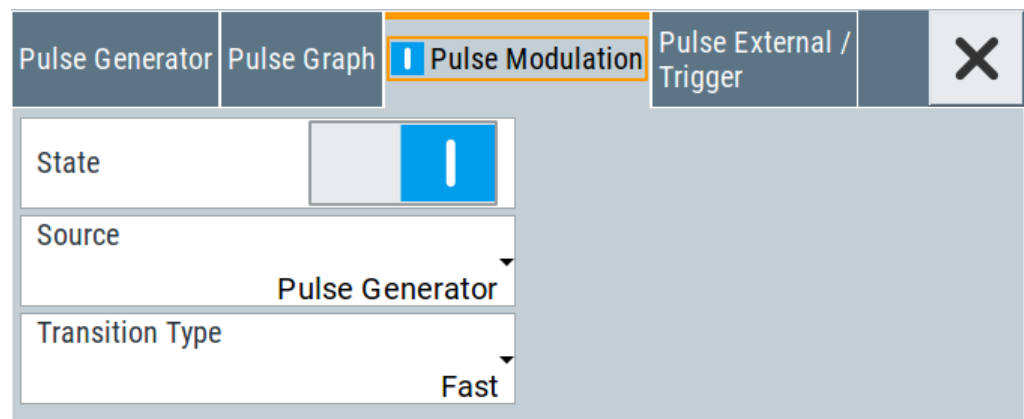 Pulse Generator
Pulse Graph
Pulse Modulation
Pulse External /
Trigger
State
Source
Pulse Generator
Transition Type
Fast